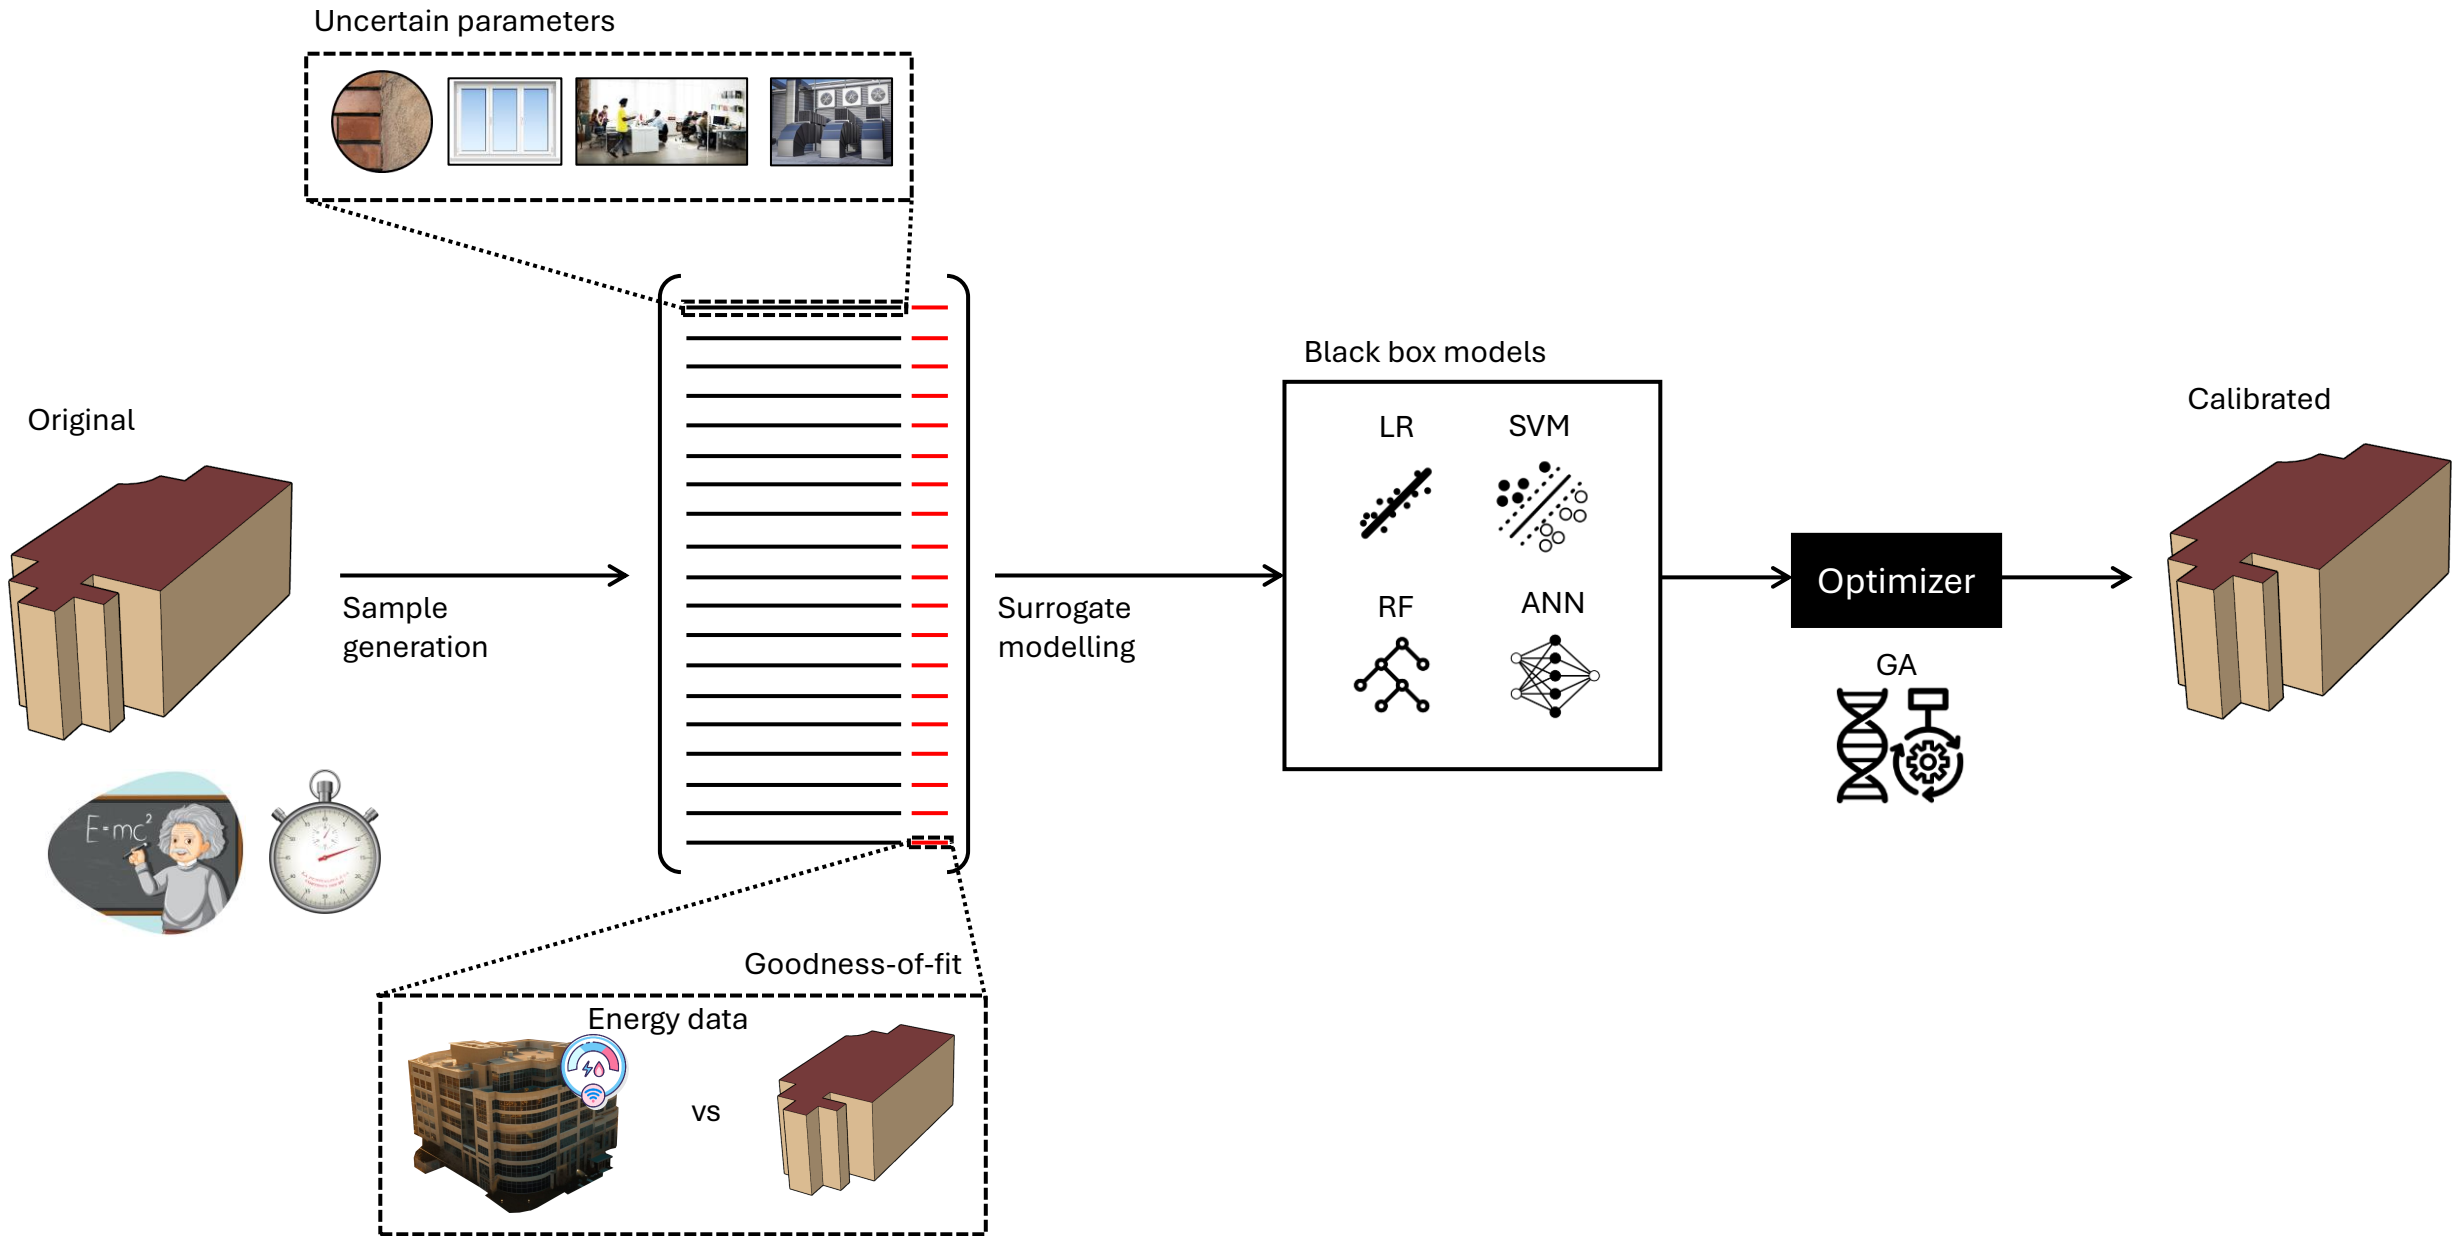 Uncertain parameters
Original
Sample
generation
E=mc²
Surrogate
modelling
Black box models
LR
SVM
RF
ANN
Optimizer
GA
Calibrated
Goodness-of-fit
Energy data
vs